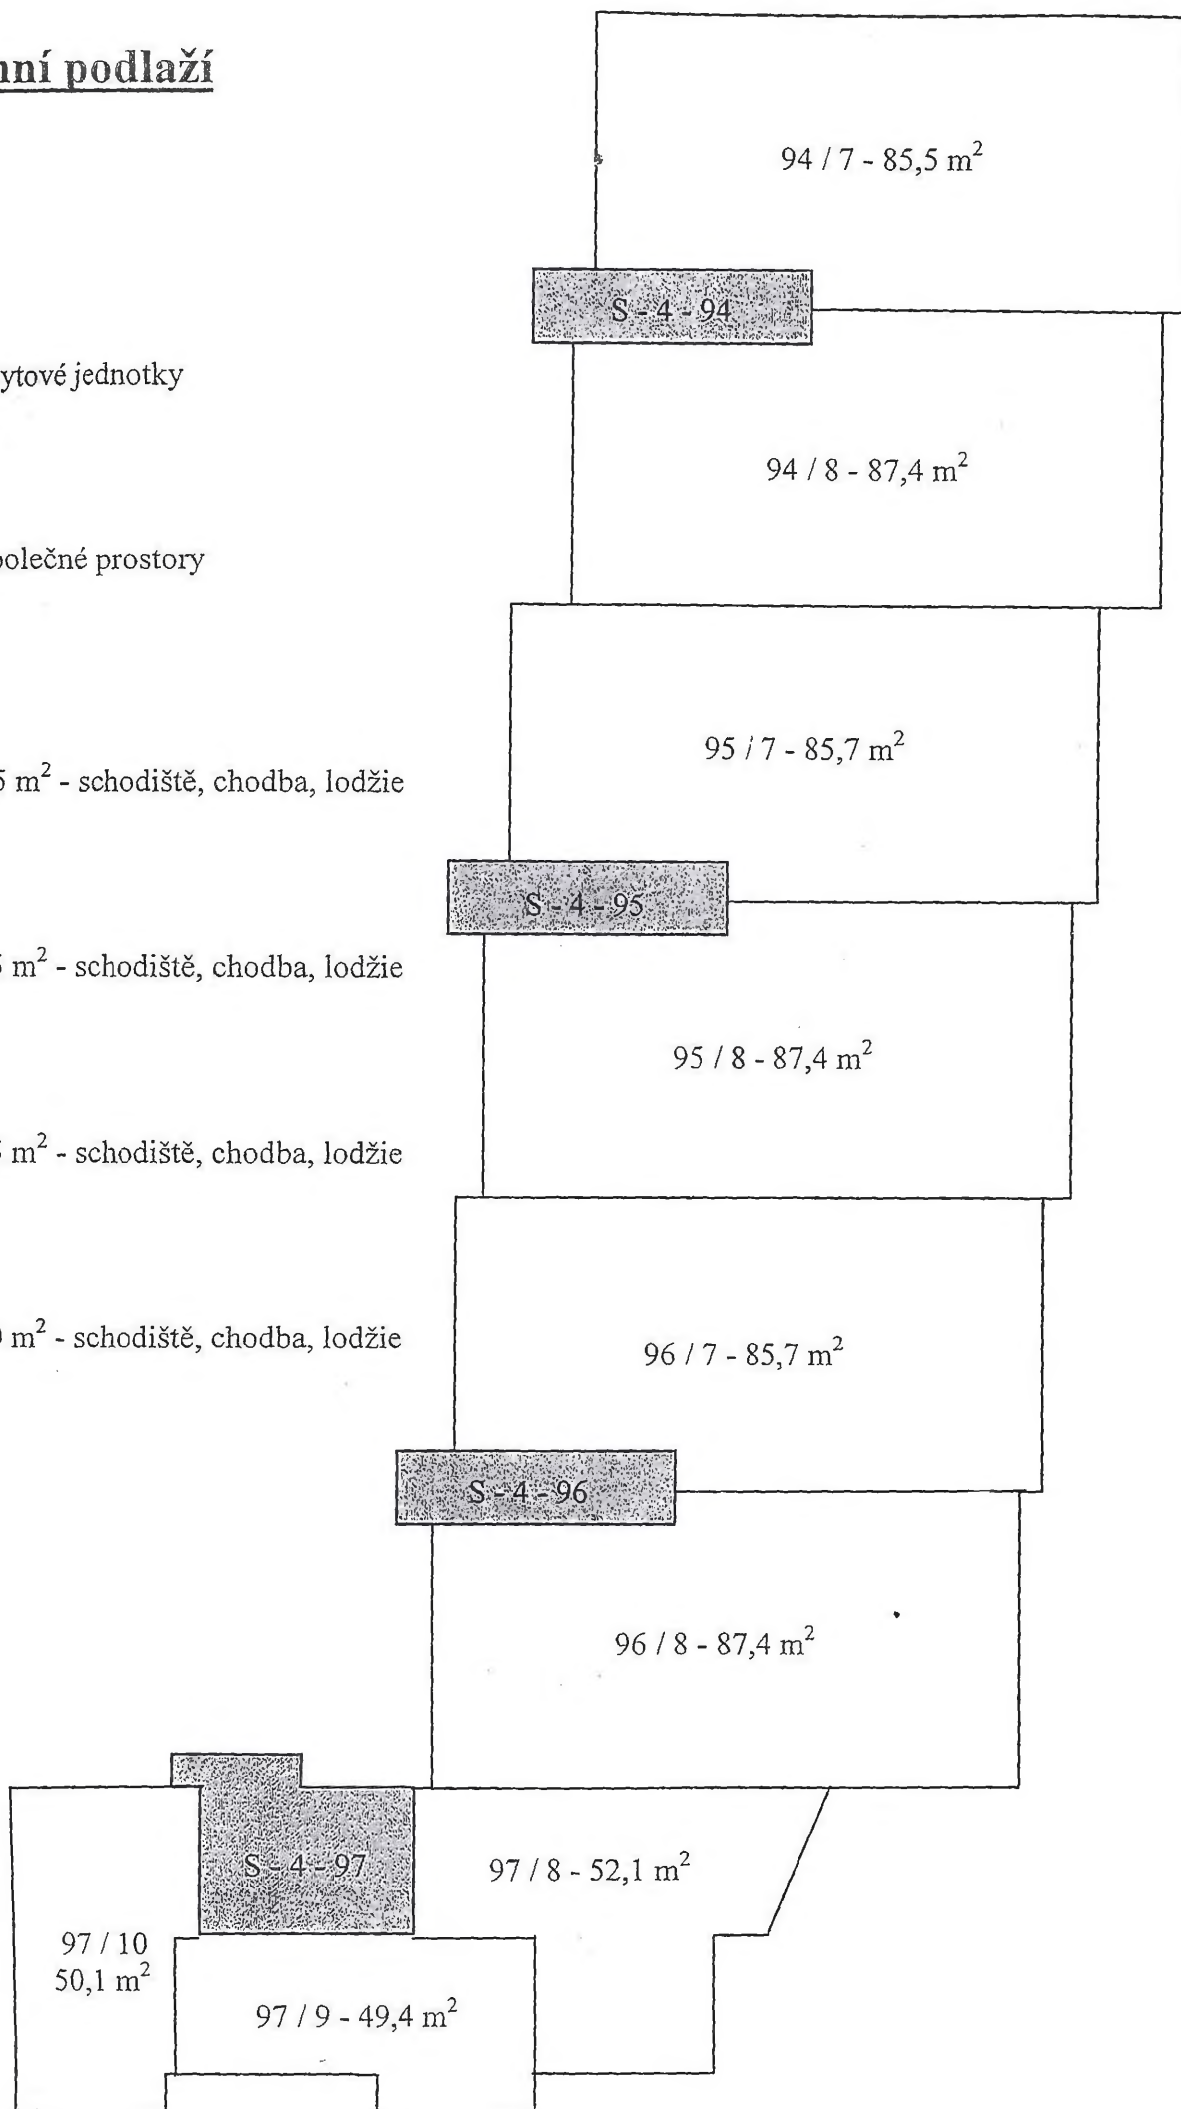 nní podlaží
94 / 7 - 85,5 m²
S - 4 - 94
ytové jednotky
94 / 8 - 87,4 m²
olečné prostory
95 / 7 - 85,7 m²
5 m² - schodiště, chodba, lodžie
S - 4 - 95
5 m² - schodiště, chodba, lodžie
95 / 8 - 87,4 m²
5 m² - schodiště, chodba, lodžie
0 m² - schodiště, chodba, lodžie
96 / 7 - 85,7 m²
S - 4 - 96
96 / 8 - 87,4 m²
S - 4 - 97
97 / 8 - 52,1 m²
97 / 10
50,1 m²
97 / 9 - 49,4 m²